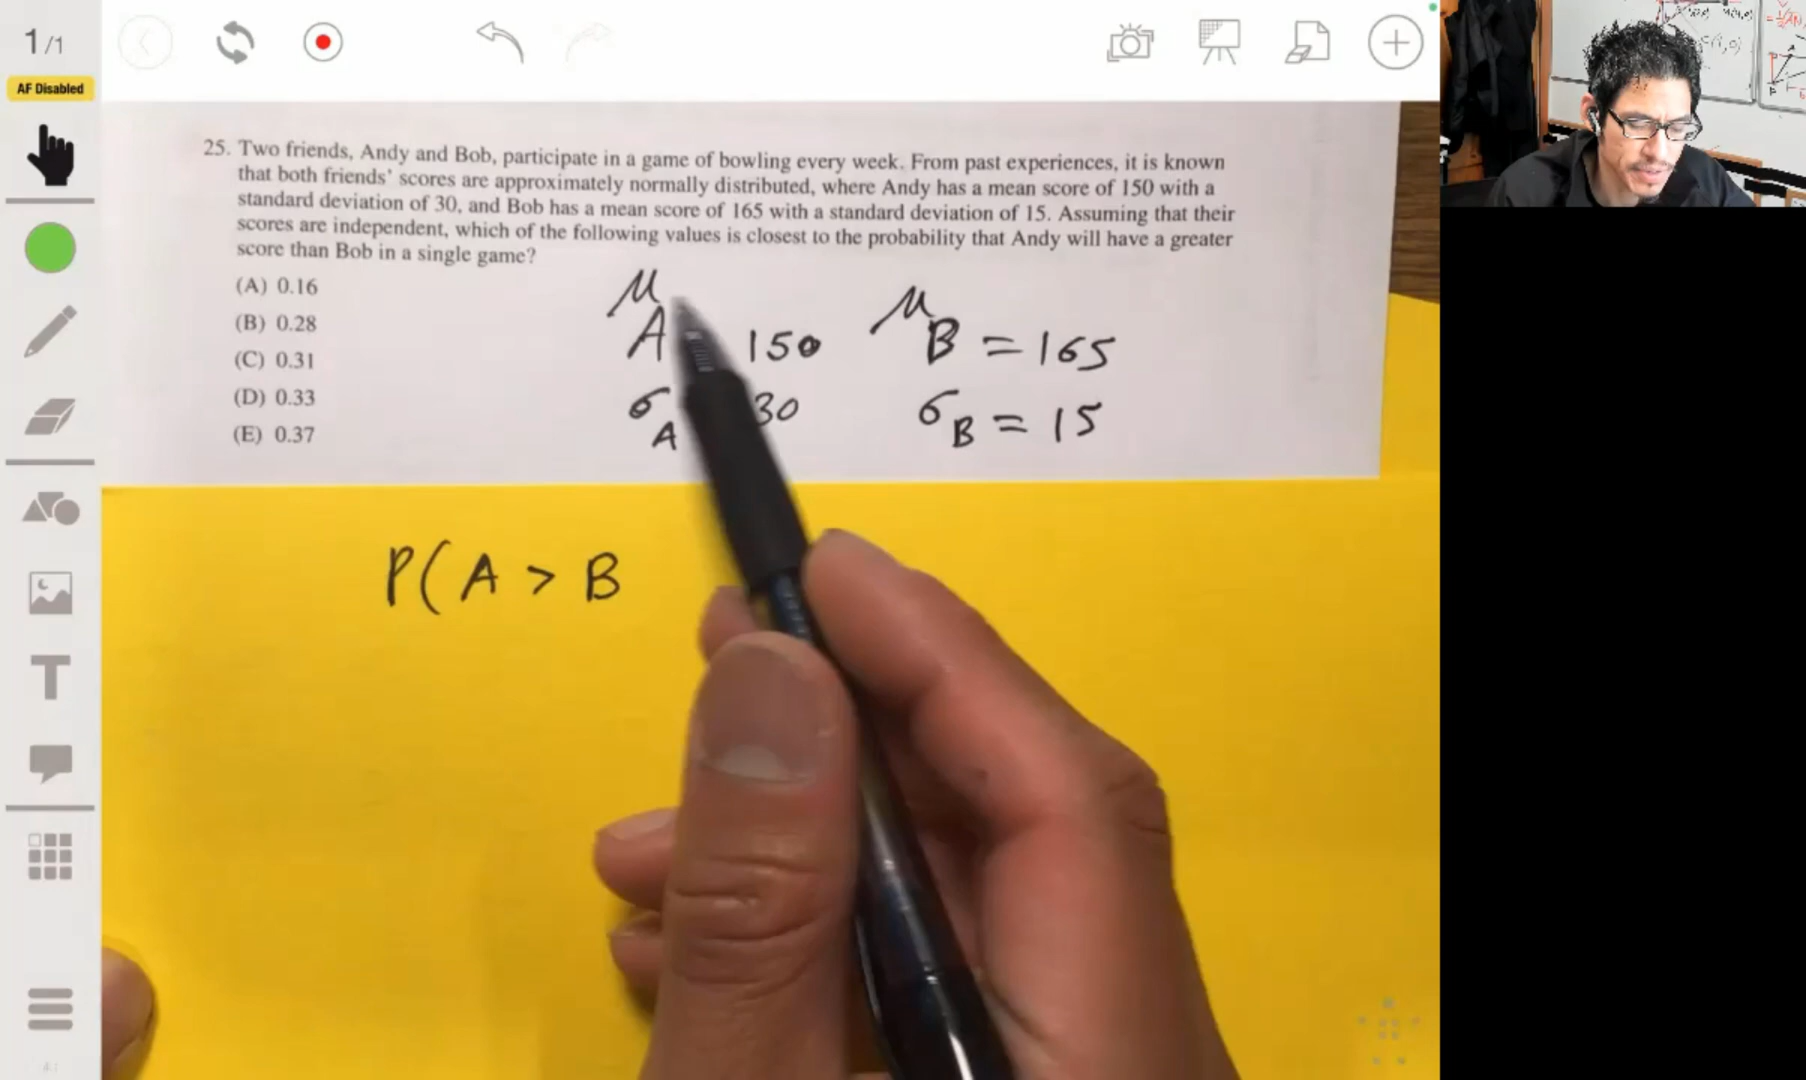 1/1
AF Disabled
25. Two friends, Andy and Bob, participate in a game of bowling every week. From past experiences, it is known
that both friends' scores are approximately normally distributed, where Andy has a mean score of 150 with a
standard deviation of 30, and Bob has a mean score of 165 with a standard deviation of 15. Assuming that their
scores are independent, which of the following values is closest to the probability that Andy will have a greater
score than Bob in a single game?
(A) 0.16
(B) 0.28
(C) 0.31
(D) 0.33
(E) 0.37
μA 150 μB = 165
σA 30 σB = 15
P(A > B
T